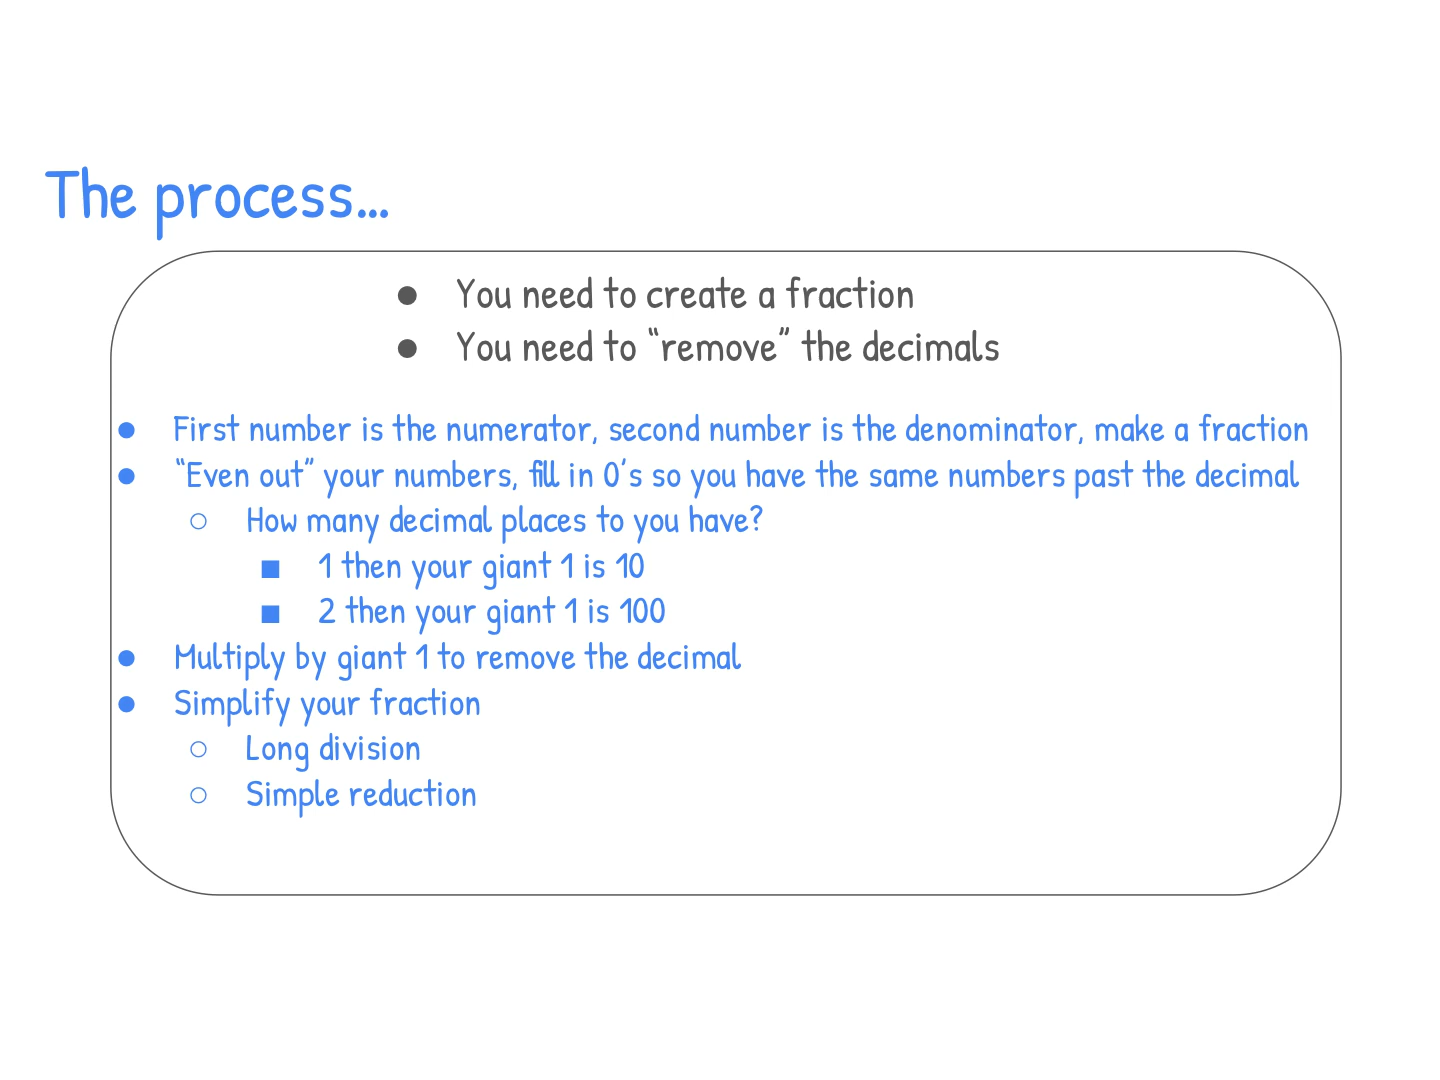 The process...
● You need to create a fraction
● You need to “remove” the decimals
● First number is the numerator, second number is the denominator, make a fraction
● “Even out” your numbers, fill in 0’s so you have the same numbers past the decimal
○ How many decimal places to you have?
■ 1 then your giant 1 is 10
■ 2 then your giant 1 is 100
● Multiply by giant 1 to remove the decimal
● Simplify your fraction
○ Long division
○ Simple reduction